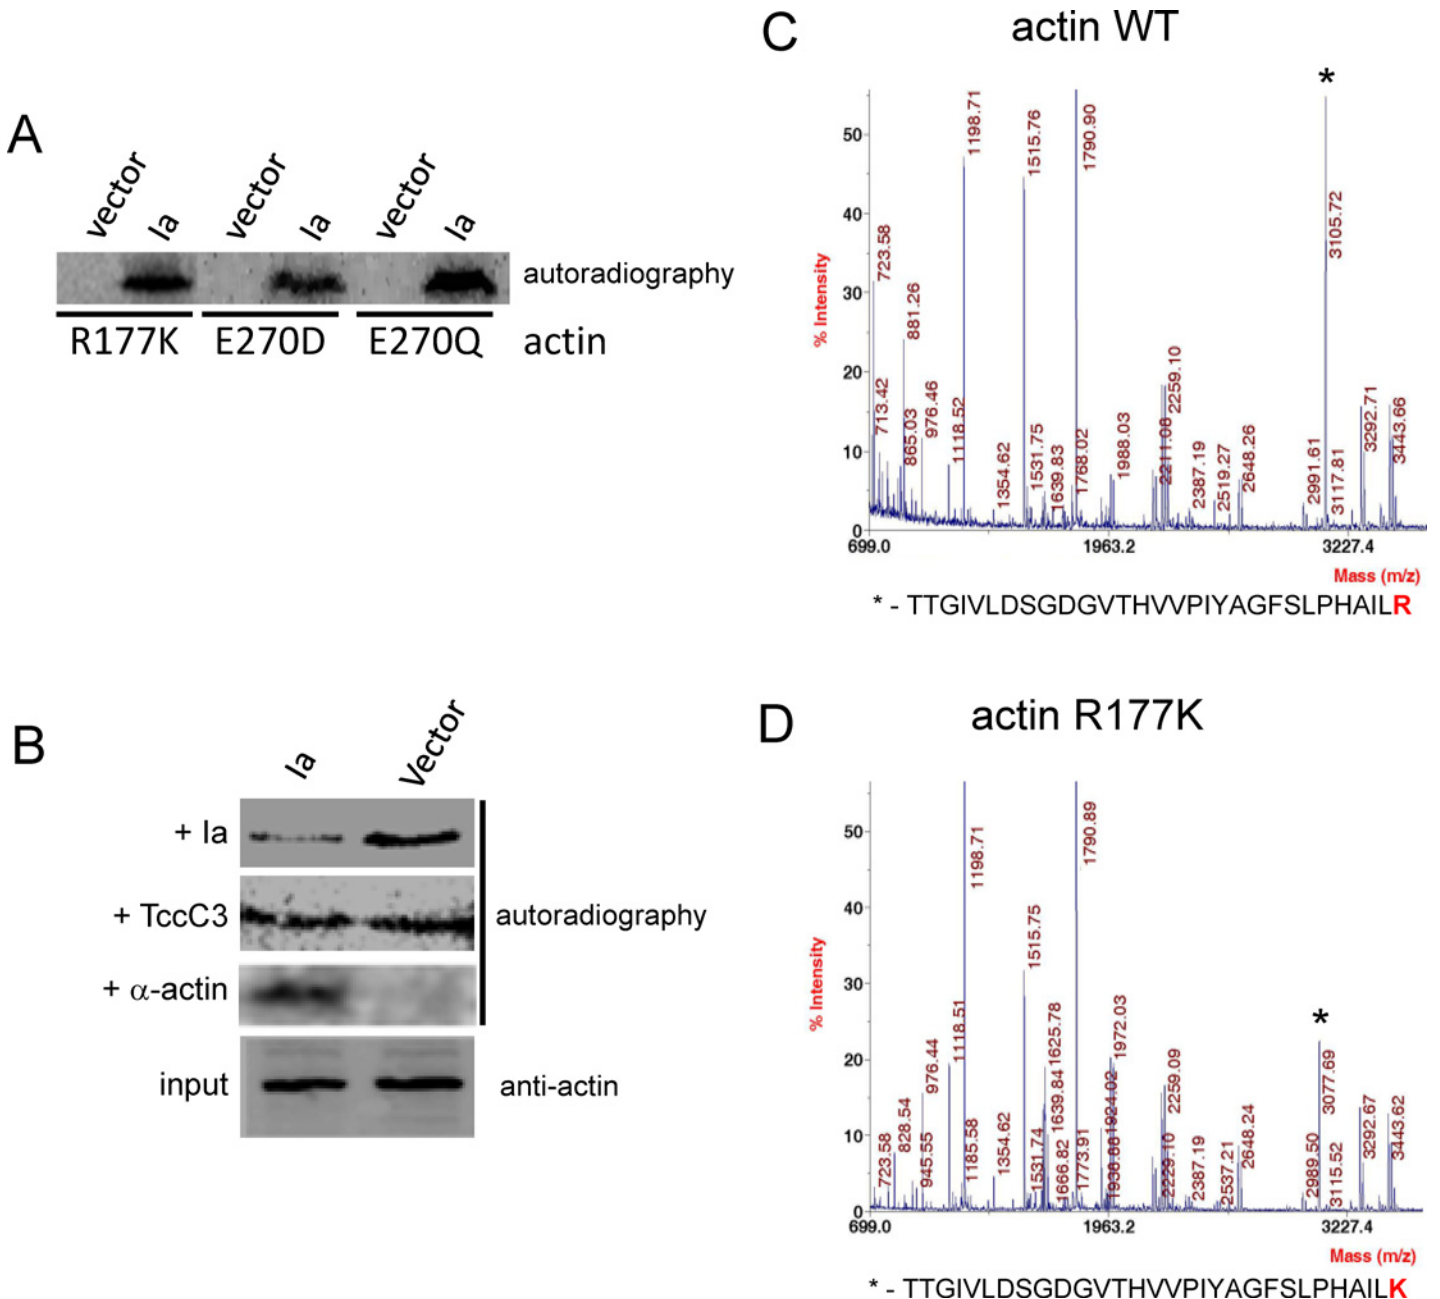 A
vector
Ia
vector
Ia
vector
Ia
autoradiography
R177K
E270D
E270Q
actin
B
Ia
Vector
+ Ia
+ TccC3
autoradiography
+ α-actin
input
anti-actin
C
actin WT
*
% Intensity
50
40
30
20
10
0
723.58
713.42
881.26
865.03
976.46
1118.52
1198.71
1354.62
1515.76
1531.75
1639.83
1768.02
1790.90
1988.03
2211.08
2259.10
2387.19
2519.27
2648.26
2991.61
3105.72
3117.81
3292.71
3443.66
699.0
1963.2
3227.4
Mass (m/z)
* - TTGIVLDSGDGVTHVVPIYAGFSLPHAILR
D
actin R177K
*
% Intensity
50
40
30
20
10
0
723.58
828.54
945.55
976.44
1118.51
1198.71
1185.58
1354.62
1515.75
1531.74
1625.78
1639.84
1666.82
1773.91
1790.89
1924.02
1938.88
1972.03
2229.10
2259.09
2387.19
2537.21
2648.24
2989.50
3077.69
3115.52
3292.67
3443.62
699.0
1963.2
3227.4
Mass (m/z)
* - TTGIVLDSGDGVTHVVPIYAGFSLPHAILK